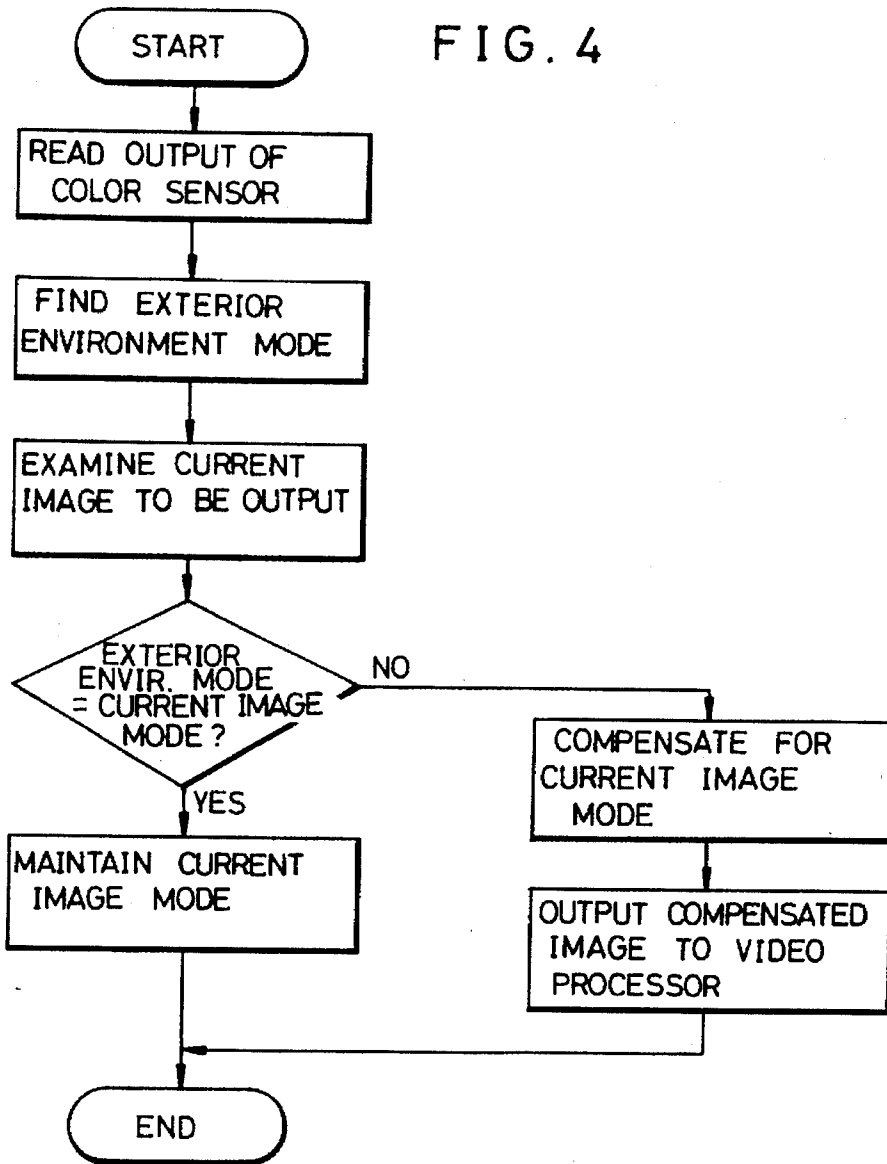 START
FIG. 4
READ OUTPUT OF
COLOR SENSOR
FIND EXTERIOR
ENVIRONMENT MODE
EXAMINE CURRENT
IMAGE TO BE OUTPUT
EXTERIOR
ENVIR. MODE
= CURRENT IMAGE
MODE?
NO
YES
COMPENSATE FOR
CURRENT IMAGE
MODE
MAINTAIN CURRENT
IMAGE MODE
OUTPUT COMPENSATED
IMAGE TO VIDEO
PROCESSOR
END